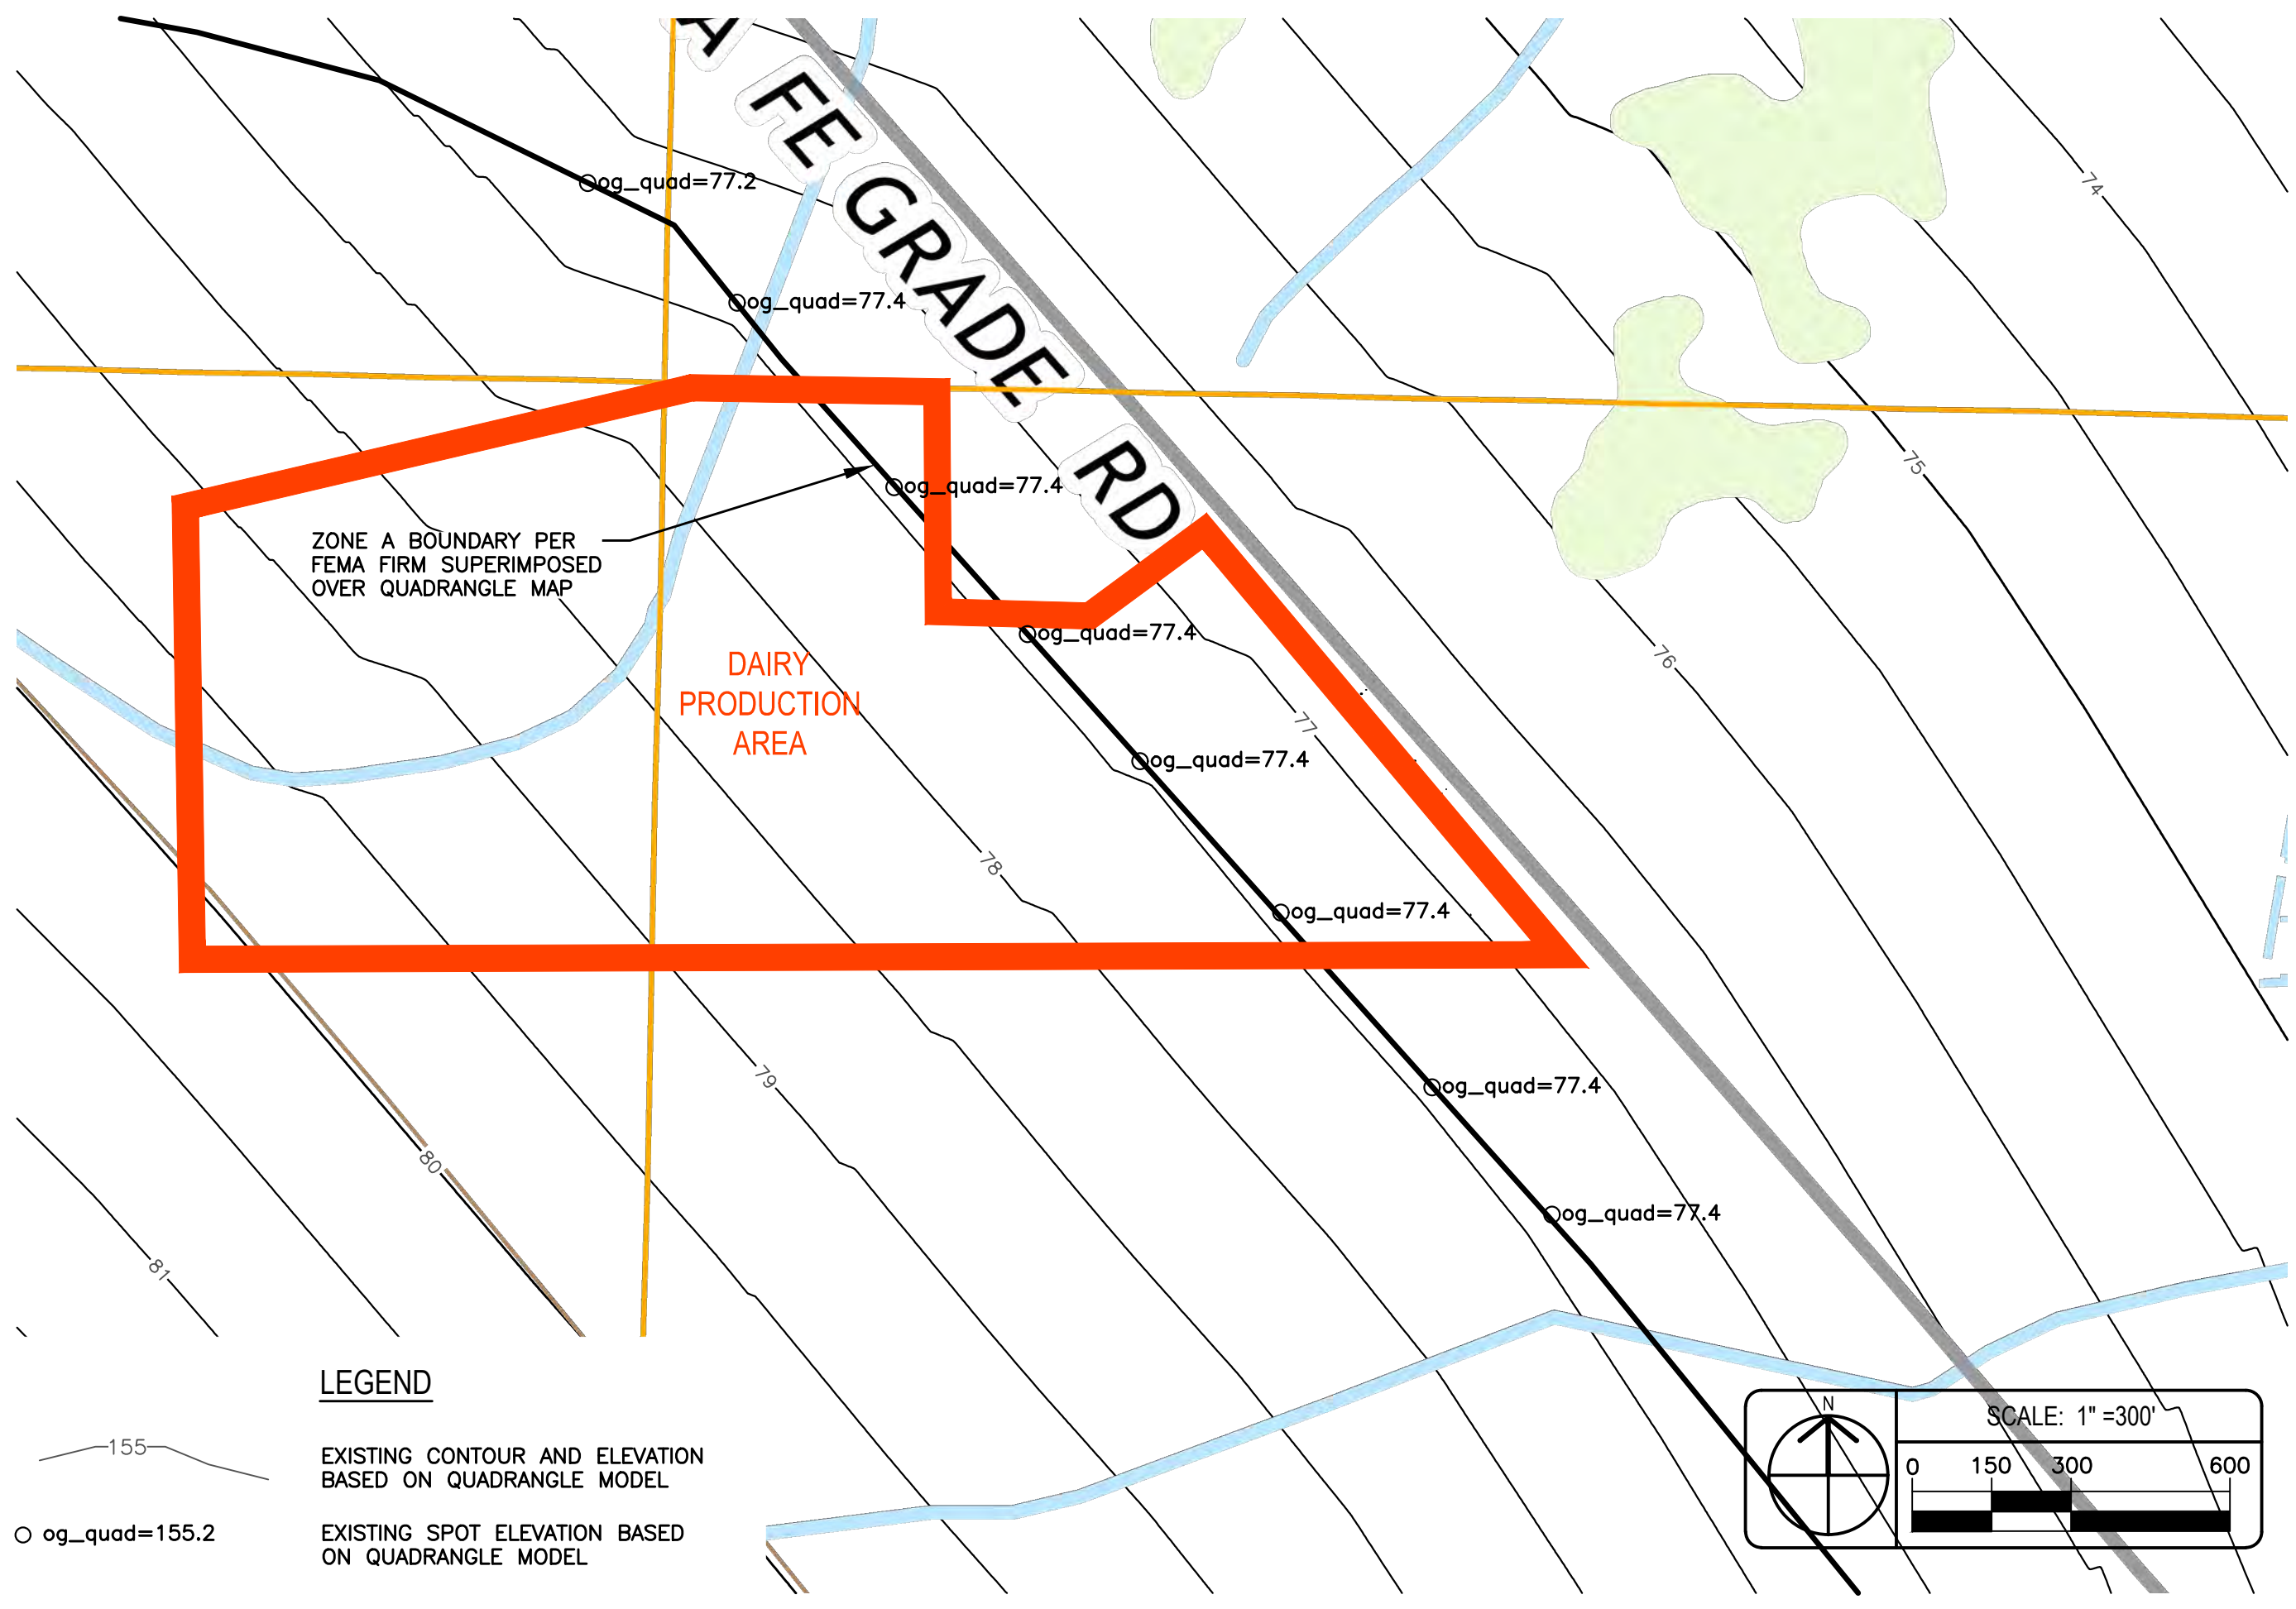 A FE GRADE RD
74
og_quad=77.2
og_quad=77.4
75
og_quad=77.4
ZONE A BOUNDARY PER
FEMA FIRM SUPERIMPOSED
OVER QUADRANGLE MAP
og_quad=77.4
76
DAIRY
PRODUCTION
AREA
77
og_quad=77.4
78
og_quad=77.4
79
og_quad=77.4
80
og_quad=77.4
81
LEGEND
155
EXISTING CONTOUR AND ELEVATION
BASED ON QUADRANGLE MODEL
og_quad=155.2
EXISTING SPOT ELEVATION BASED
ON QUADRANGLE MODEL
N
SCALE: 1" =300'
0 150 300 600